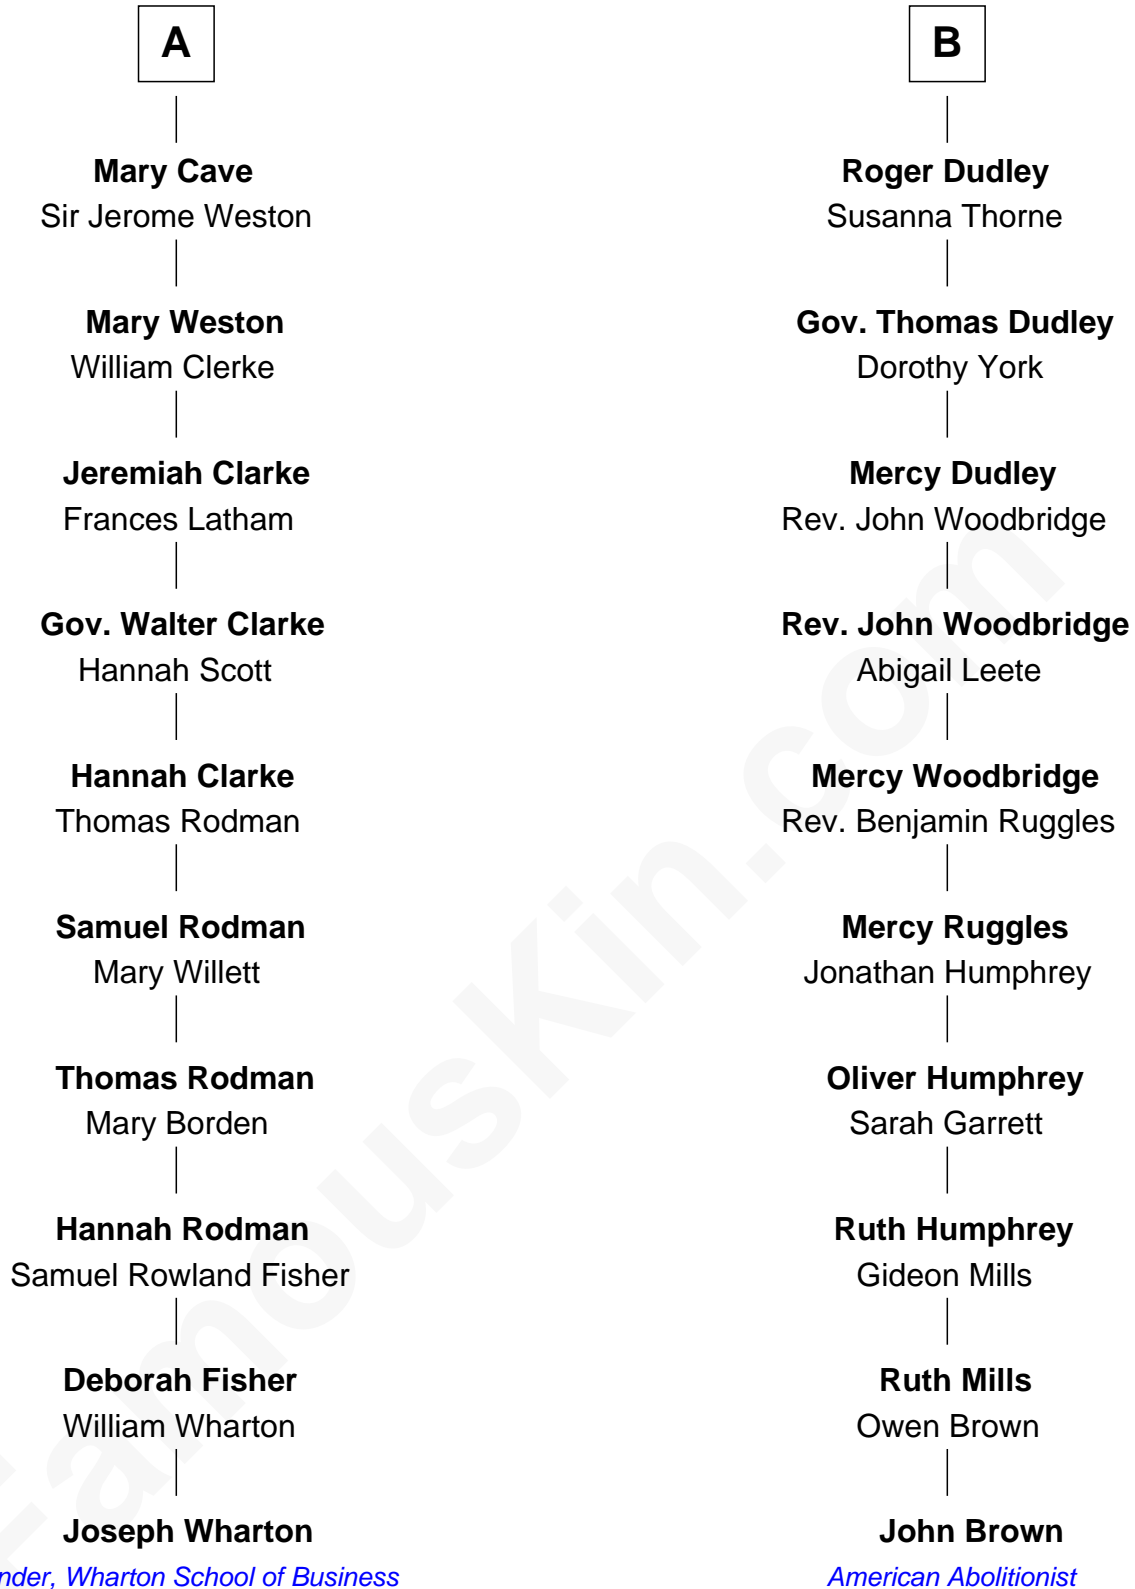 A
Mary Cave
Sir Jerome Weston
Mary Weston
William Clerke
Jeremiah Clarke
Frances Latham
Gov. Walter Clarke
Hannah Scott
Hannah Clarke
Thomas Rodman
Samuel Rodman
Mary Willett
Thomas Rodman
Mary Borden
Hannah Rodman
Samuel Rowland Fisher
Deborah Fisher
William Wharton
Joseph Wharton
nder, Wharton School of Business
B
Roger Dudley
Susanna Thorne
Gov. Thomas Dudley
Dorothy York
Mercy Dudley
Rev. John Woodbridge
Rev. John Woodbridge
Abigail Leete
Mercy Woodbridge
Rev. Benjamin Ruggles
Mercy Ruggles
Jonathan Humphrey
Oliver Humphrey
Sarah Garrett
Ruth Humphrey
Gideon Mills
Ruth Mills
Owen Brown
John Brown
American Abolitionist
FamousKin.com